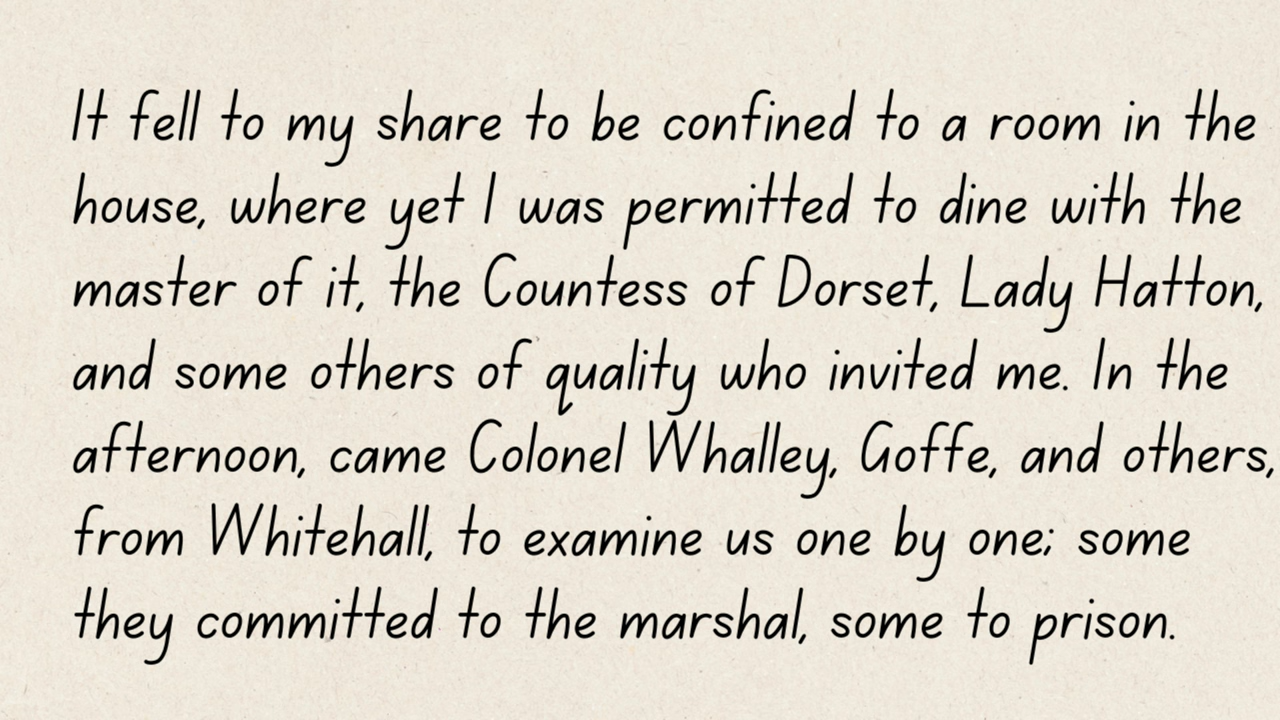 It fell to my share to be confined to a room in the
house, where yet I was permitted to dine with the
master of it, the Countess of Dorset, Lady Hatton,
and some others of quality who invited me. In the
afternoon, came Colonel Whalley, Goffe, and others,
from Whitehall, to examine us one by one; some
they committed to the marshal, some to prison.